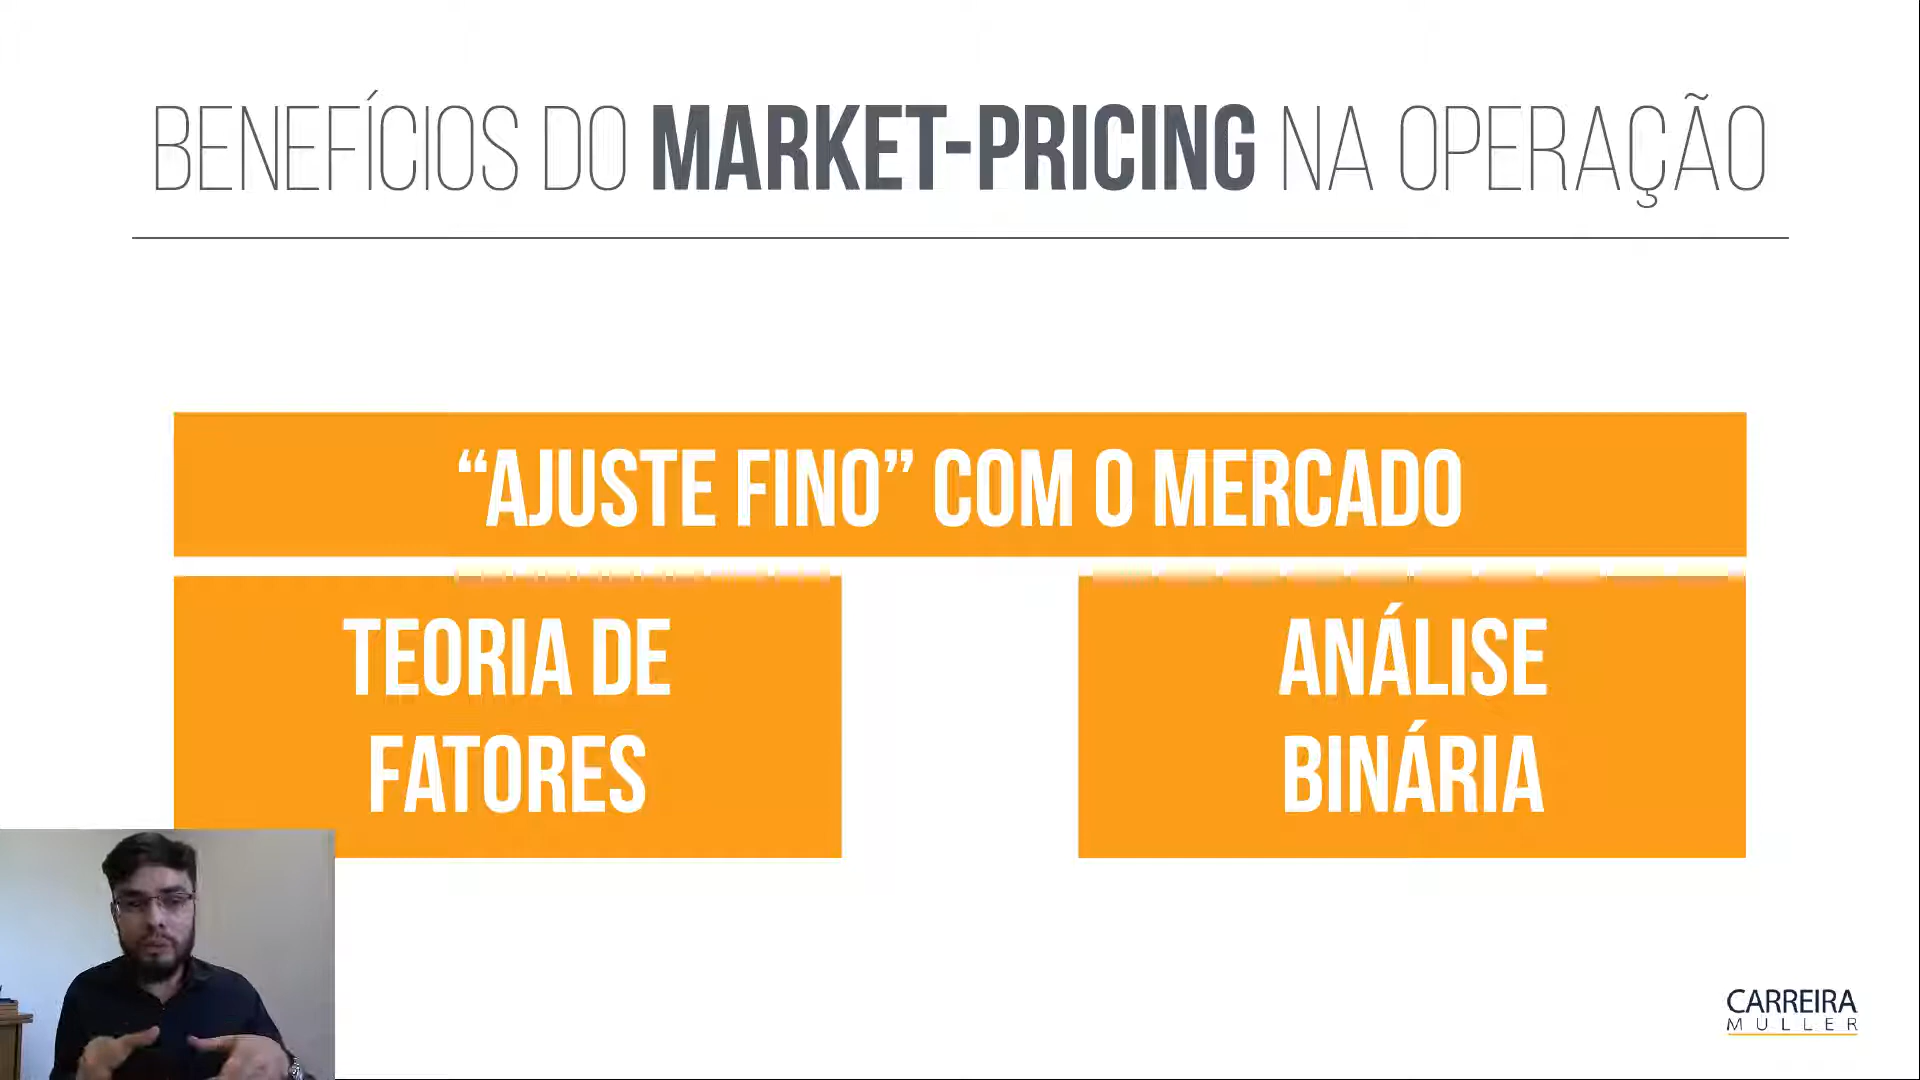 BENEFÍCIOS DO MARKET-PRICING NA OPERAÇÃO
“AJUSTE FINO” COM O MERCADO
TEORIA DE
FATORES
ANÁLISE
BINÁRIA
CARREIRA
MULLER